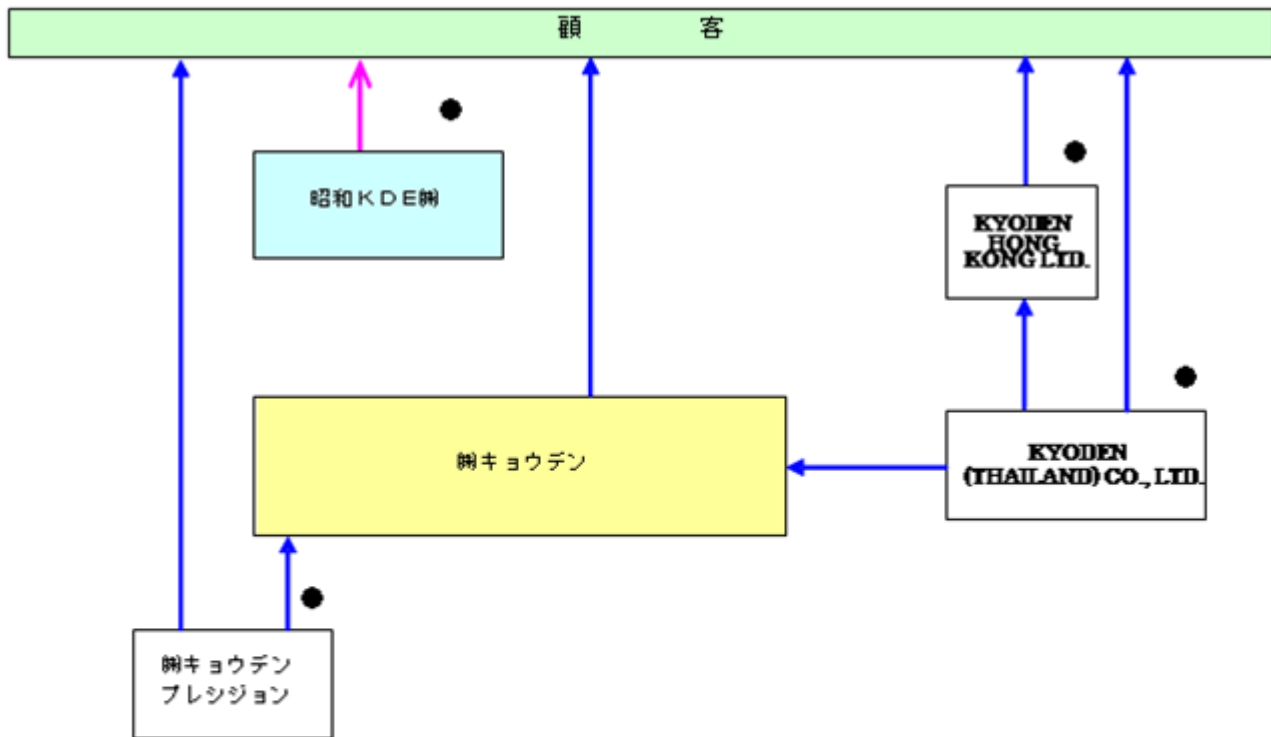 顧　　　客
昭和ＫＤＥ㈱
KYODEN
HONG
KONG LTD.
㈱キョウデン
KYODEN
(THAILAND) CO., LTD.
㈱キョウデン
プレシジョン